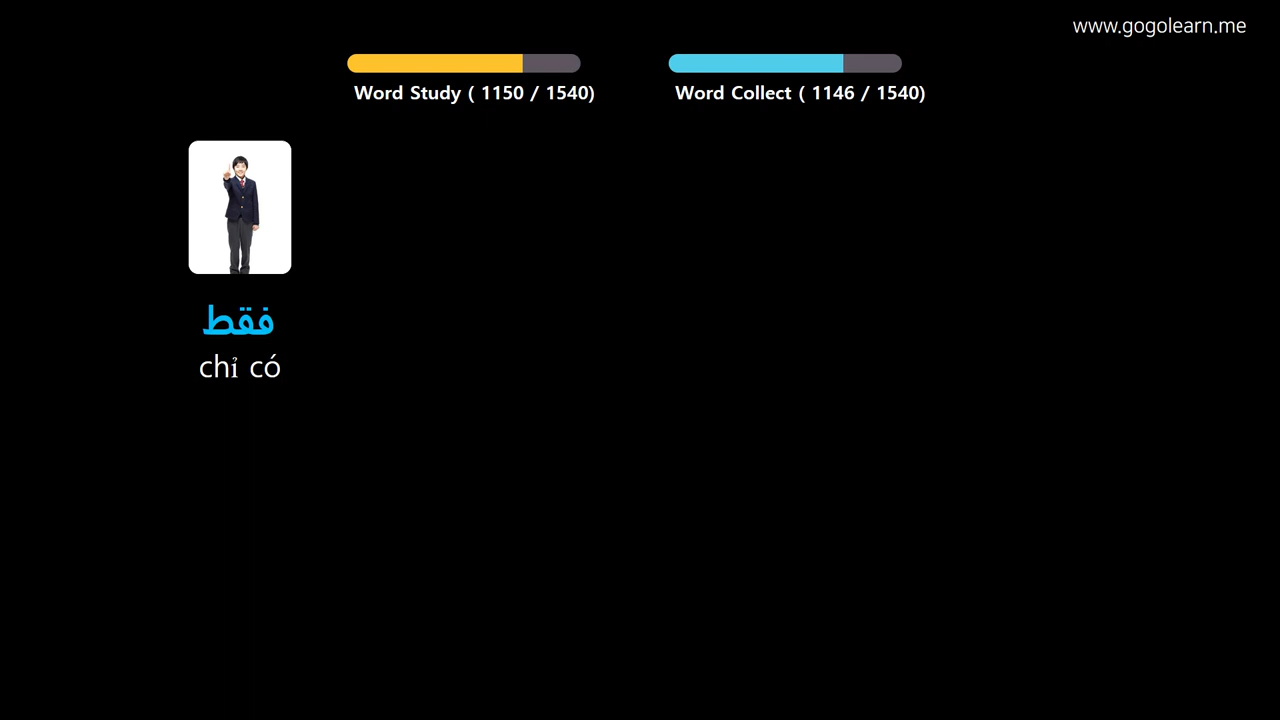 www.gogolearn.me
Word Study ( 1150 / 1540)
Word Collect ( 1146 / 1540)
فقط
chỉ có